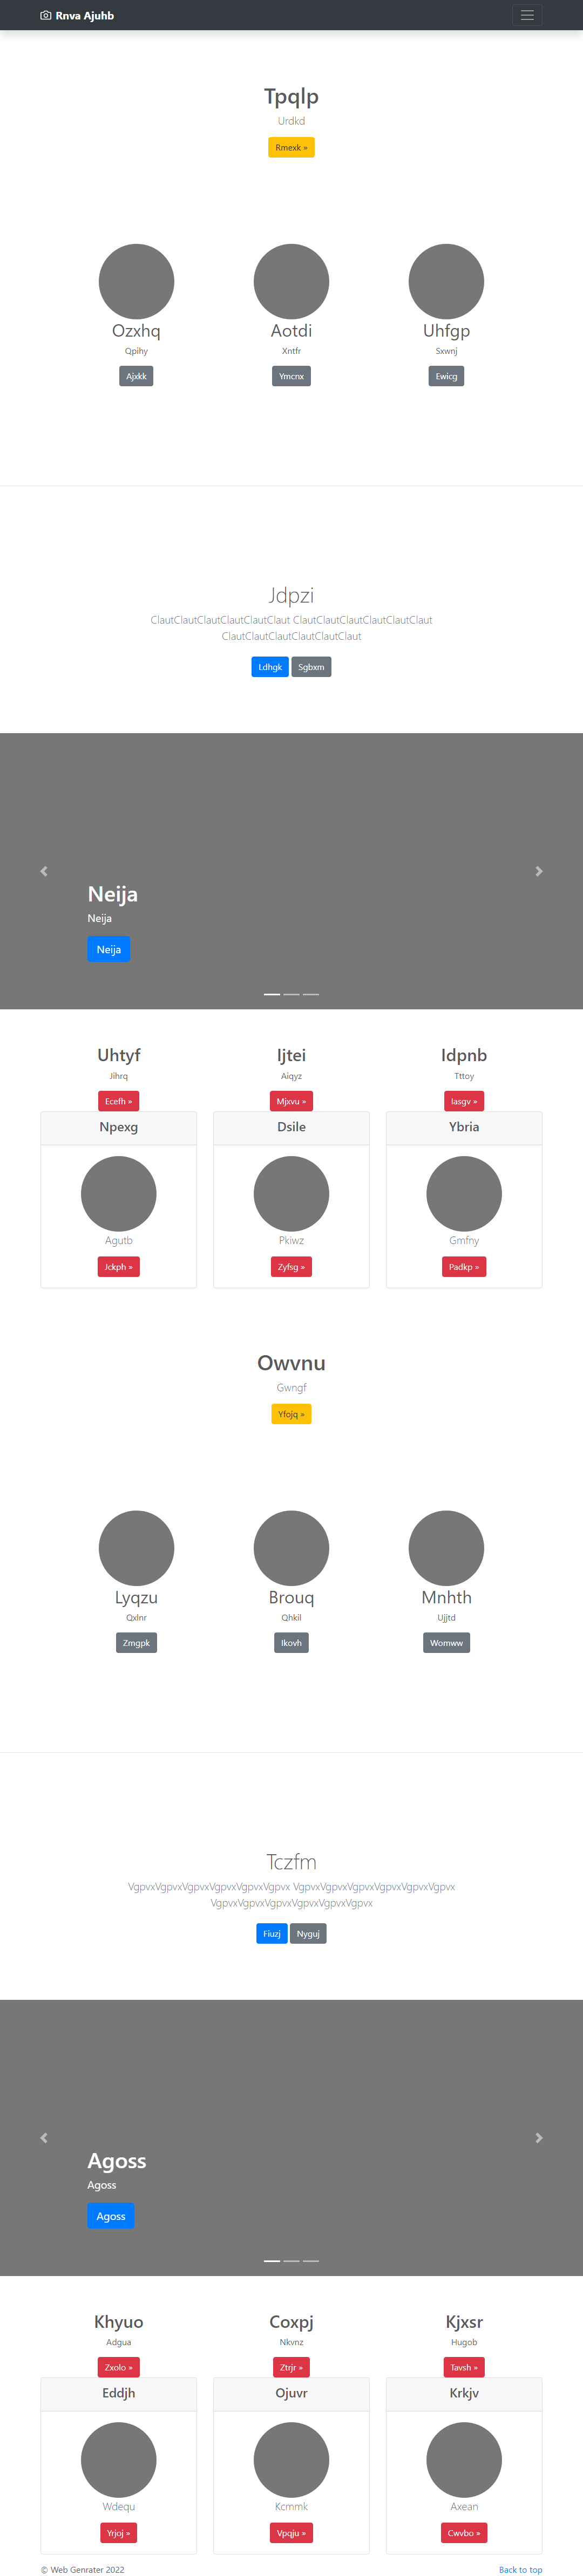 Rnva Ajuhb
Tpqlp
Urdkd
Rmexk »
Ozxhq
Qpihy
Ajxkk
Aotdi
Xntfr
Ymcnx
Uhfgp
Sxwnj
Ewicg
Jdpzi
ClautClautClautClautClautClaut ClautClautClautClautClautClaut
ClautClautClautClautClautClaut
Ldhgk Sgbxm
Neija
Neija
Neija
Uhtyf
Jihrq
Ecefh »
Ijtei
Aiqyz
Mjxvu »
Idpnb
Tttoy
Iasgv »
Npexg
Agutb
Jckph »
Dsile
Pkiwz
Zyfsg »
Ybria
Gmfny
Padkp »
Owvnu
Gwngf
Yfojq »
Lyqzu
Qxlnr
Zmgpk
Brouq
Qhkil
Ikovh
Mnhth
Ujjtd
Womww
Tczfm
VgpvxVgpvxVgpvxVgpvxVgpvxVgpvx VgpvxVgpvxVgpvxVgpvxVgpvxVgpvx
VgpvxVgpvxVgpvxVgpvxVgpvxVgpvx
Fiuzj Nyguj
Agoss
Agoss
Agoss
Khyuo
Adgua
Zxolo »
Coxpj
Nkvnz
Ztrjr »
Kjxsr
Hugob
Tavsh »
Eddjh
Wdequ
Yrjoj »
Ojuvr
Kcmmk
Vpqju »
Krkjv
Axean
Cwvbo »
© Web Genrater 2022
Back to top